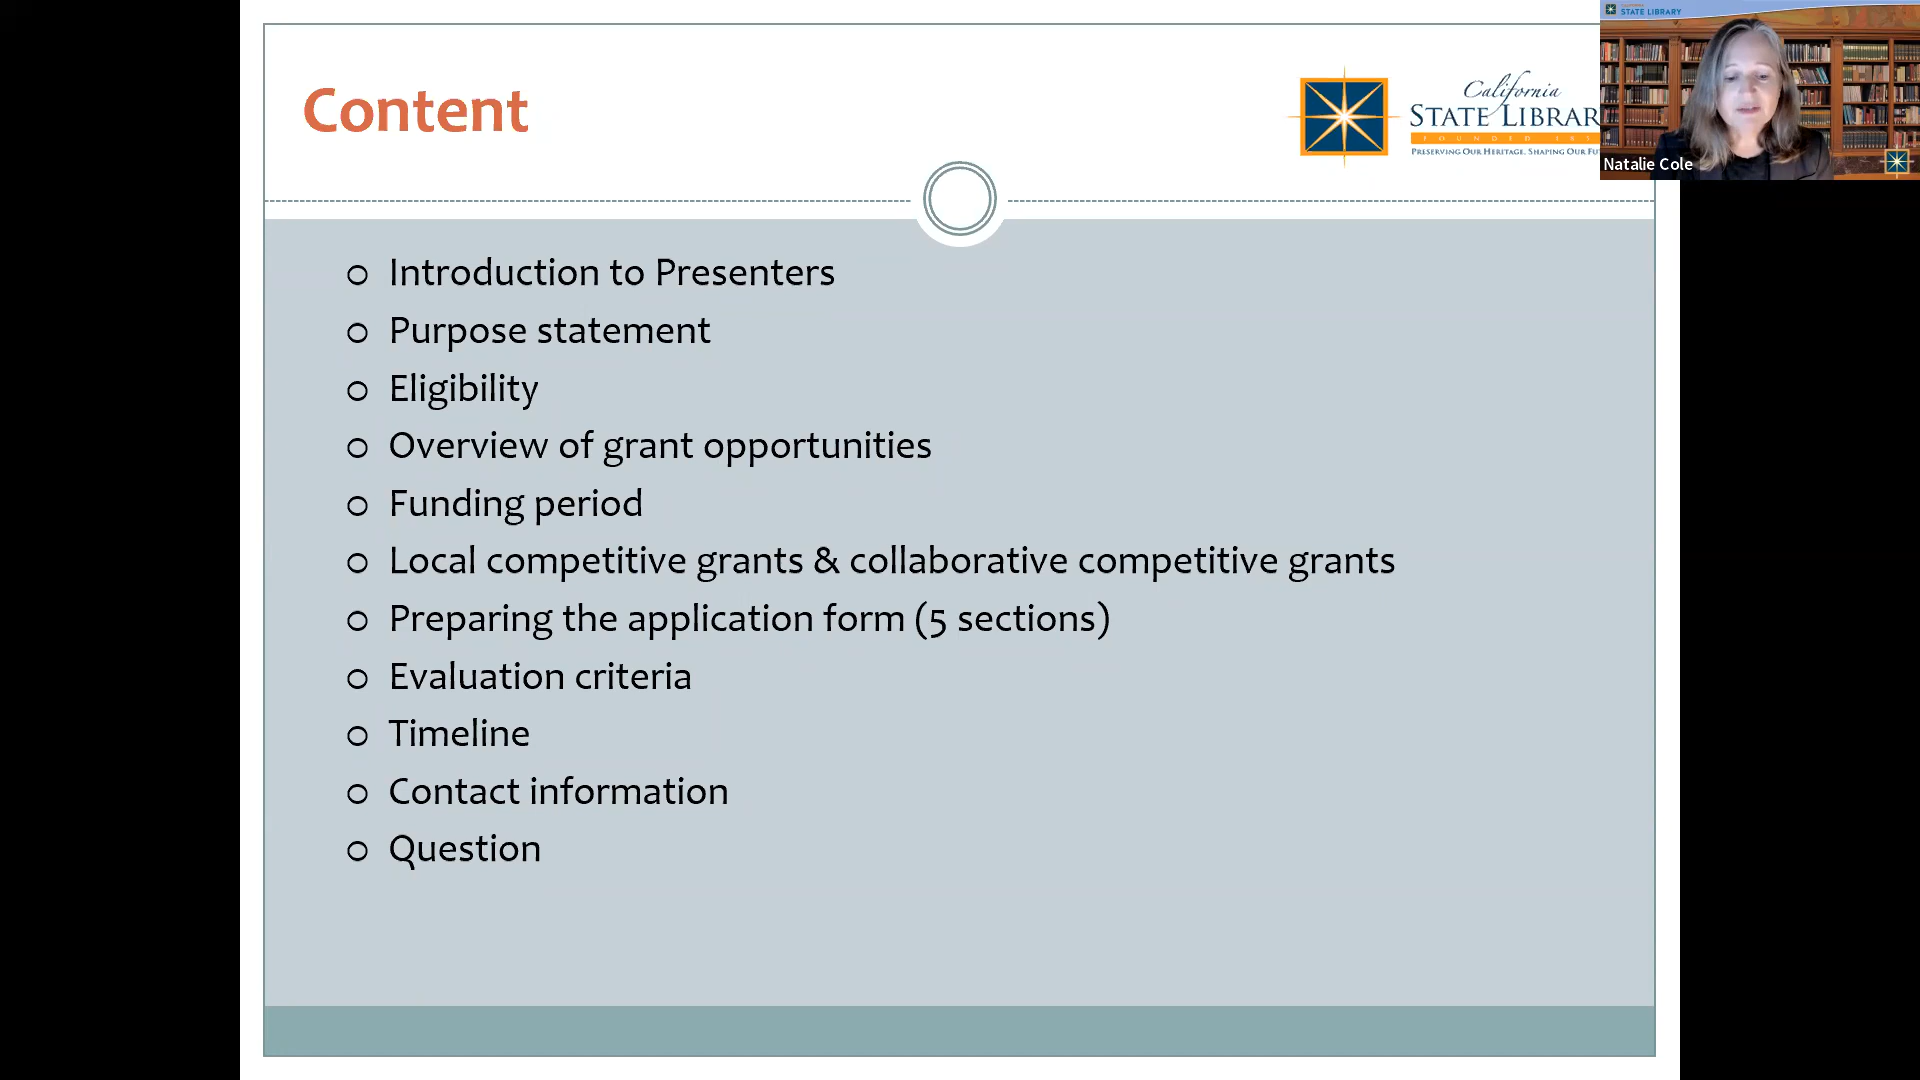 Content
California
STATE LIBRAR
FOUNDED
PRESERVING OUR HERITAGE, SHAPING OUR FU
STATE LIBRARY
Natalie Cole
Introduction to Presenters
Purpose statement
Eligibility
Overview of grant opportunities
Funding period
Local competitive grants & collaborative competitive grants
Preparing the application form (5 sections)
Evaluation criteria
Timeline
Contact information
Question